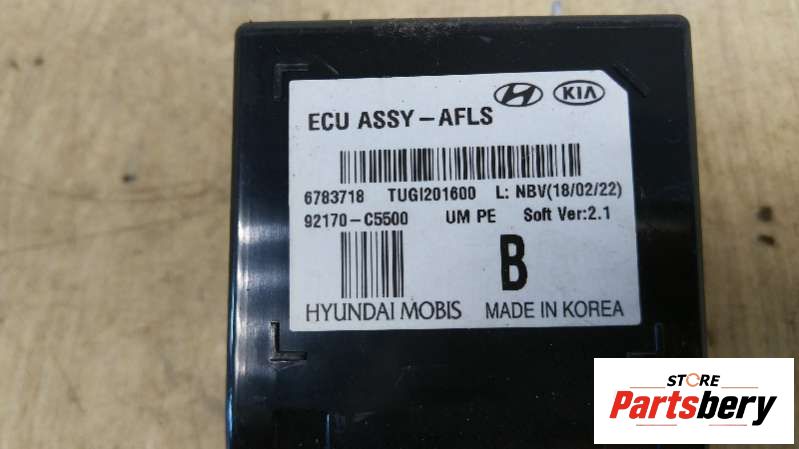 KIA
ECU ASSY-AFLS
6783718 TUGI201600 L: NBV(18/02/22)
92170-C5500 UM PE Soft Ver:2.1
B
HYUNDAI MOBIS MADE IN KOREA
STORE
Partsbery